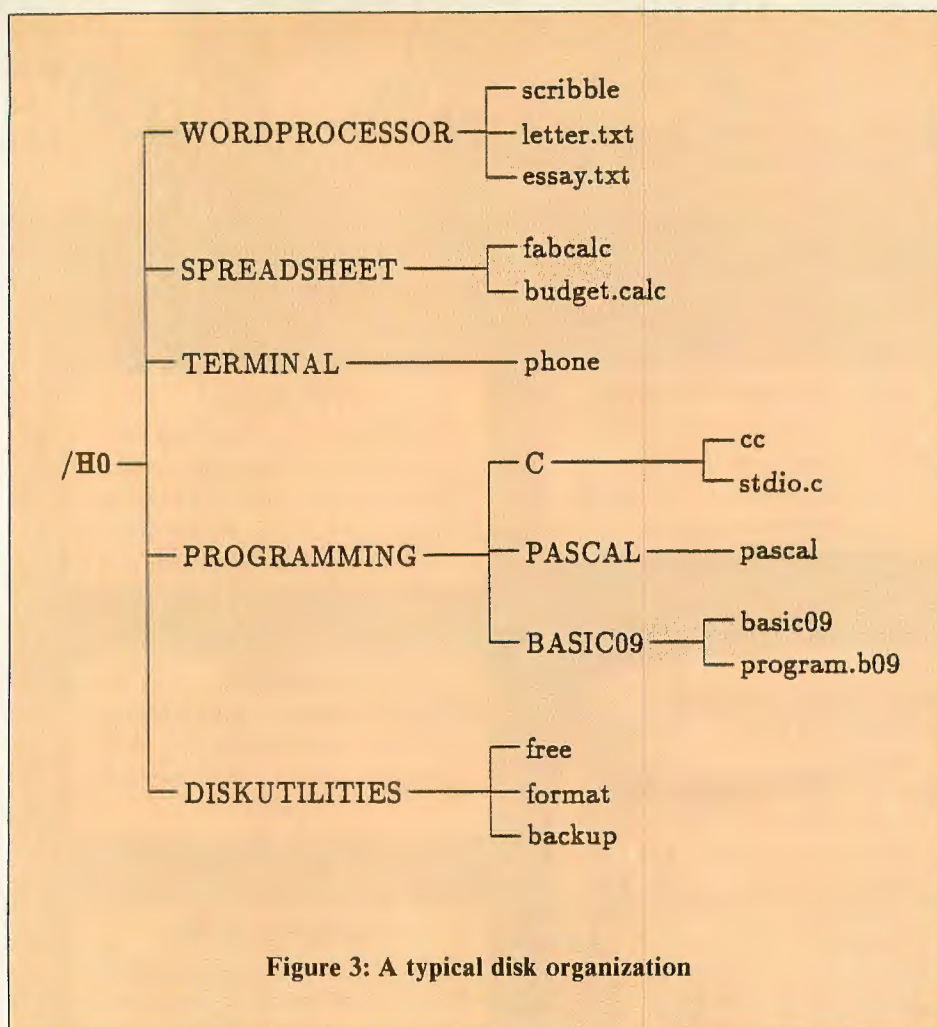 scribble
WORDPROCESSOR
letter.txt
essay.txt
fabcalc
SPREADSHEET
budget.calc
TERMINAL
phone
/H0
PROGRAMMING
C
cc
stdio.c
PASCAL
pascal
BASIC09
basic09
program.b09
free
DISKUTILITIES
format
backup
Figure 3: A typical disk organization